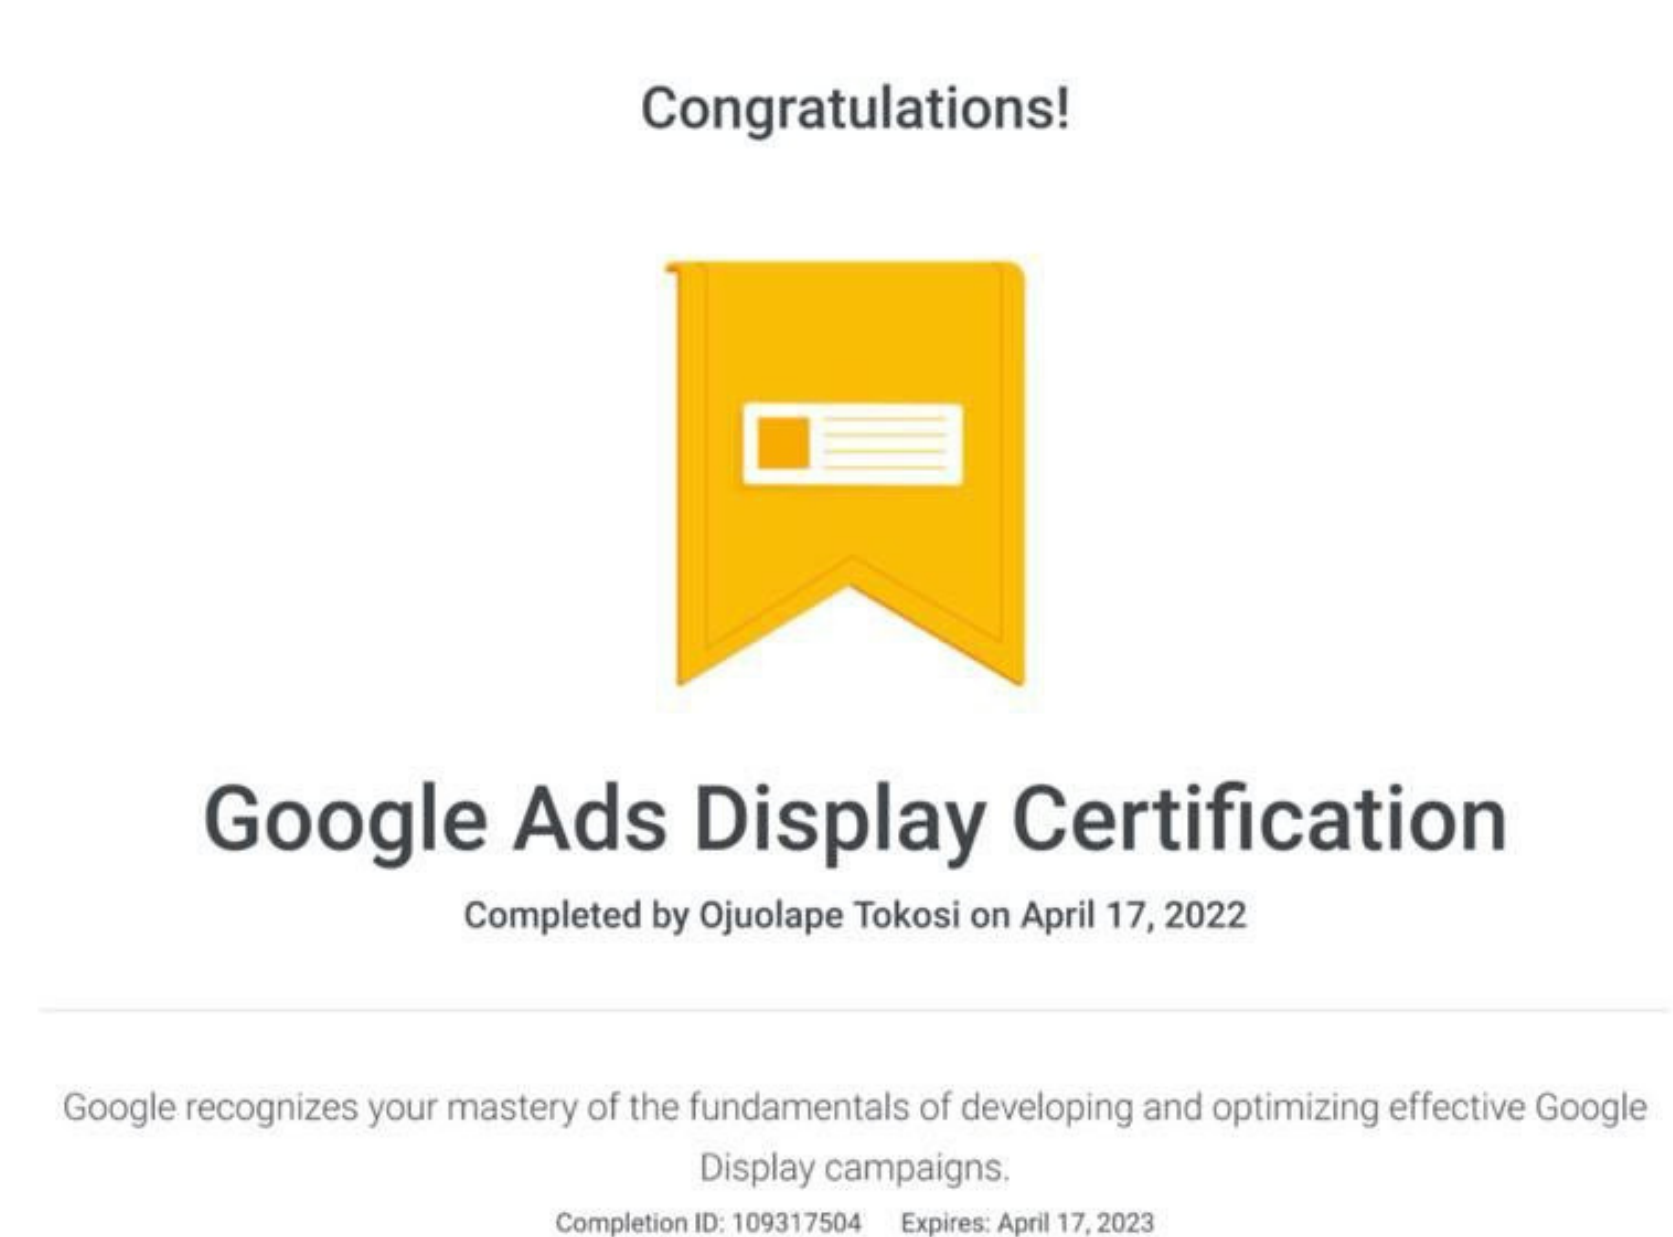 Congratulations!
Google Ads Display Certification
Completed by Ojuolape Tokosi on April 17, 2022
Google recognizes your mastery of the fundamentals of developing and optimizing effective Google
Display campaigns.
Completion ID: 109317504 Expires: April 17, 2023